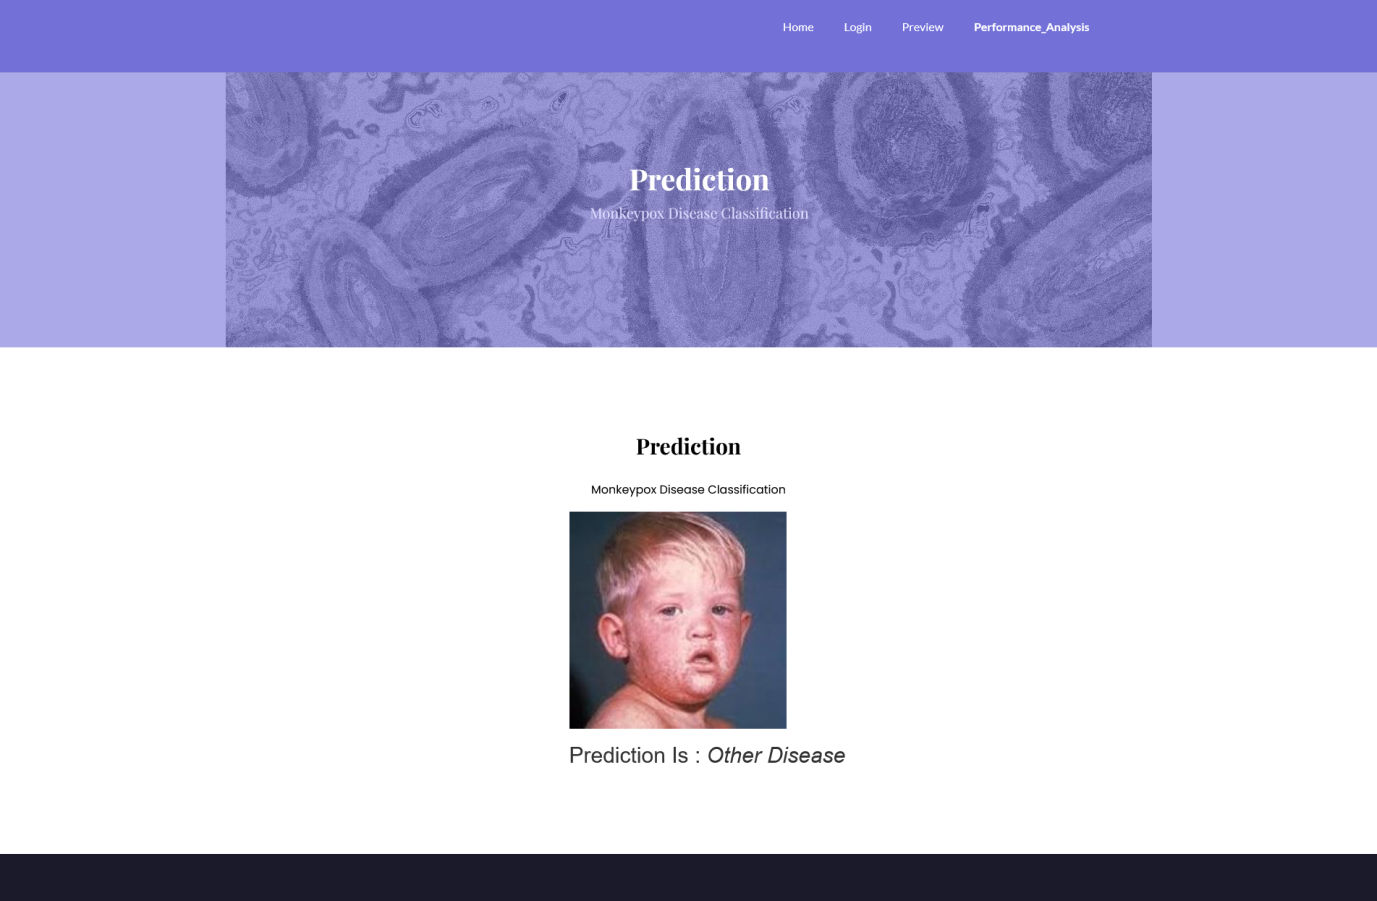 Home Login Preview Performance_Analysis
Prediction
Monkeypox Disease Classification
Prediction
Monkeypox Disease Classification
Prediction Is : Other Disease